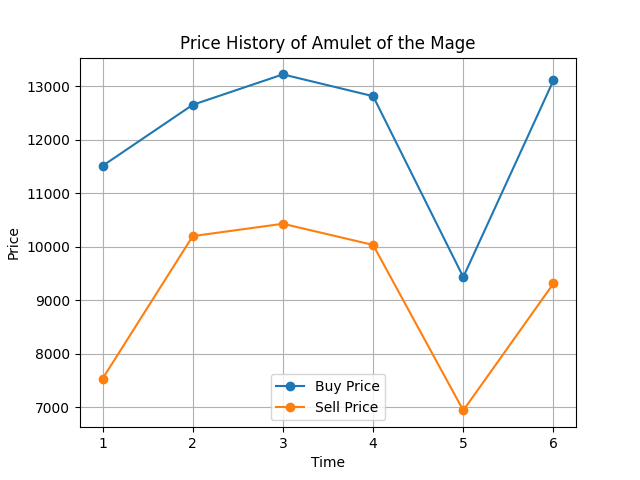 Price History of Amulet of the Mage
Price
13000
12000
11000
10000
9000
8000
7000
Buy Price
Sell Price
1 2 3 4 5 6
Time